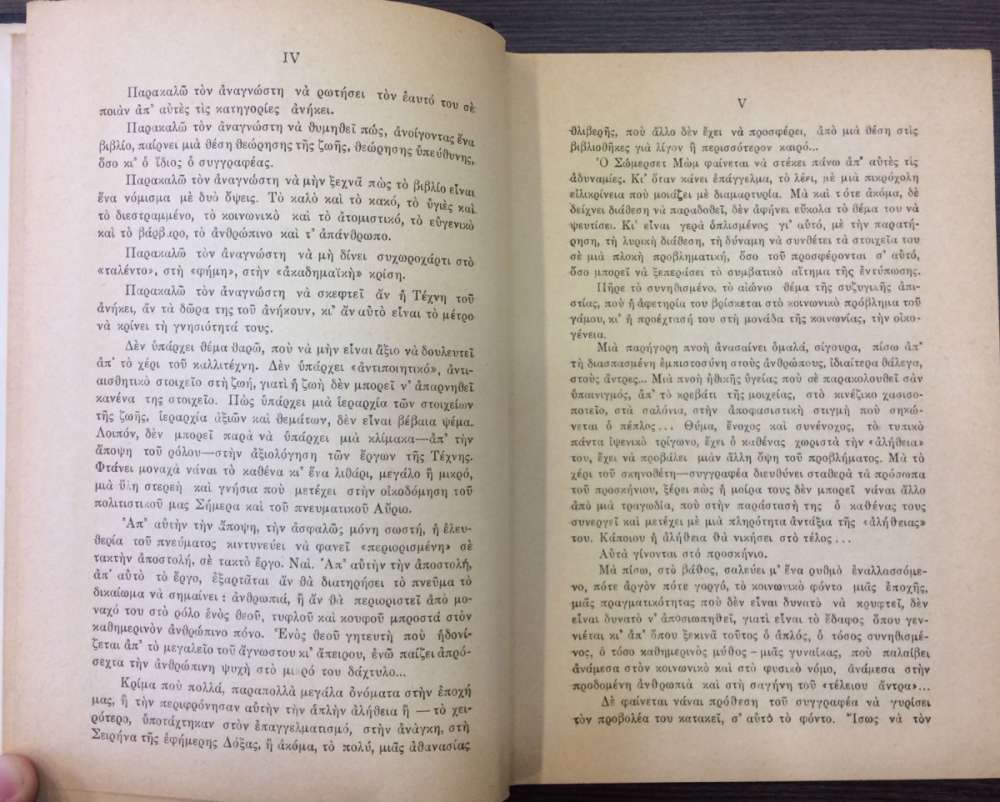 IV
Παρακαλῶ τὸν ἀναγνώστη νὰ ρωτήσει τὸν ἑαυτό του σὲ
ποιὰν ἀπ' αὐτὲς τὶς κατηγορίες ἀνήκει.
Παρακαλῶ τὸν ἀναγνώστη νὰ θυμηθεῖ πώς, ἀνοίγοντας ἕνα
βιβλίο, παίρνει μιὰ θέση θεώρησης τῆς ζωῆς, θεώρησης ὑπεύθυνης,
ὅσο κι' ὁ ἴδιος ὁ συγγραφέας.
Παρακαλῶ τὸν ἀναγνώστη νὰ μὴν ξεχνᾶ πὼς τὸ βιβλίο εἶναι
ἕνα νόμισμα μὲ δυὸ ὄψεις. Τὸ καλὸ καὶ τὸ κακό, τὸ ὑγιὲς καὶ
τὸ διεστραμμένο, τὸ κοινωνικὸ καὶ τὸ ἀτομιστικό, τὸ εὐγενικὸ
καὶ τὸ βάρβαρο, τὸ ἀνθρώπινο καὶ τ' ἀπάνθρωπο.
Παρακαλῶ τὸν ἀναγνώστη νὰ μὴ δίνει συχωροχάρτι στὸ
«ταλέντο», στὴ «φήμη», στὴν «ἀκαδημαϊκὴ» κρίση.
Παρακαλῶ τὸν ἀναγνώστη νὰ σκεφτεῖ ἂν ἡ Τέχνη τοῦ
ἀνήκει, ἂν τὰ δῶρα της τοῦ ἀνήκουν, κι' ἂν αὐτὸ εἶναι τὸ μέτρο
νὰ κρίνει τὴ γνησιότητά τους.
Δὲν ὑπάρχει θέμα θαρῶ, ποὺ νὰ μὴν εἶναι ἄξιο νὰ δουλευτεῖ
ἀπ' τὸ χέρι τοῦ καλλιτέχνη. Δὲν ὑπάρχει «ἀντιποιητικό», ἀντι-
αισθητικὸ στοιχεῖο στὴ ζωή, γιατὶ ἡ ζωὴ δὲν μπορεῖ ν' ἀπαρνηθεῖ
κανένα της στοιχεῖο. Πὼς ὑπάρχει μιὰ ἱεραρχία τῶν στοιχείων
τῆς ζωῆς, ἱεραρχία ἀξιῶν καὶ θεμάτων, δὲν εἶναι βέβαια ψέμα.
Λοιπόν, δὲν μπορεῖ παρὰ νὰ ὑπάρχει μιὰ κλίμακα—ἀπ' τὴν
ἄποψη τοῦ ρόλου—στὴν ἀξιολόγηση τῶν ἔργων τῆς Τέχνης.
Φτάνει μοναχὰ νἄναι τὸ καθένα κι' ἕνα λιθάρι, μεγάλο ἢ μικρό,
μιὰ ὕλη στερεὴ καὶ γνήσια ποὺ μετέχει στὴν οἰκοδόμηση τοῦ
πολιτιστικοῦ μας Σήμερα καὶ τοῦ πνευματικοῦ Αὔριο.
Ἀπ' αὐτὴν τὴν ἄποψη, τὴν ἀσφαλῶς μόνη σωστή, ἡ ἐλευ-
θερία τοῦ πνεύματος κιντυνεύει νὰ φανεῖ «περιορισμένη» σὲ
τακτὴν ἀποστολή, σὲ τακτὸ ἔργο. Ναί. Ἀπ' αὐτὴν τὴν ἀποστολή,
ἀπ' αὐτὸ τὸ ἔργο, ἐξαρτᾶται ἂν θὰ διατηρήσει τὸ πνεῦμα τὸ
δικαίωμα νὰ σημαίνει : ἀνθρωπιά, ἢ ἂν θὰ περιοριστεῖ ἀπὸ μο-
ναχό του στὸ ρόλο ἑνὸς θεοῦ, τυφλοῦ καὶ κουφοῦ μπροστὰ στὸν
καθημερινὸν ἀνθρώπινο πόνο. Ἑνὸς θεοῦ γητευτῆ ποὺ ἡδονί-
ζεται ἀπ' τὸ μεγαλεῖο τοῦ ἄγνωστου κι' ἄπειρου, ἐνῶ παίζει ἀπρό-
σεχτα τὴν ἀνθρώπινη ψυχὴ στὸ μικρό του δάχτυλο...
Κρίμα ποὺ πολλά, παραπολλὰ μεγάλα ὀνόματα στὴν ἐποχή
μας, ἢ τὴν περιφρόνησαν αὐτὴν τὴν ἁπλὴν ἀλήθεια ἢ — τὸ χει-
ρότερο, ὑποτάχτηκαν στὸν ἐπαγγελματισμό, στὴν ἀνάγκη, στὴ
Σειρήνα τῆς ἐφήμερης Δόξας, ἢ ἀκόμα, τὸ πολύ, μιᾶς ἀθανασίας
V
θλιβερῆς, ποὺ ἄλλο δὲν ἔχει νὰ προσφέρει, ἀπὸ μιὰ θέση στὶς
βιβλιοθῆκες γιὰ λίγον ἢ περισσότερον καιρό...
Ὁ Σώμερσετ Μὼμ φαίνεται νὰ στέκει πάνω ἀπ' αὐτὲς τὶς
ἀδυναμίες. Κι' ὅταν κάνει ἐπάγγελμα, τὸ λέει, μὲ μιὰ πικρόχολη
εἰλικρίνεια ποὺ μοιάζει μὲ διαμαρτυρία. Μὰ καὶ τότε ἀκόμα, δὲ
δείχνει διάθεση νὰ παραδοθεῖ, δὲν ἀφήνει εὔκολα τὸ θέμα του νὰ
ψευτίσει. Κι' εἶναι γερὰ ὁπλισμένος γι' αὐτό, μὲ τὴν παρατή-
ρηση, τὴ λυρικὴ διάθεση, τὴ δύναμη νὰ συνθέτει τὰ στοιχεῖα του
σὲ μιὰ πλοκὴ προβληματική, ὅσο τοῦ προσφέρονται σ' αὐτό,
ὅσο μπορεῖ νὰ ξεπεράσει τὸ συμβατικὸ αἴτημα τῆς ἐντύπωσης.
Πῆρε τὸ συνηθισμένο, τὸ αἰώνιο θέμα τῆς συζυγικῆς ἀπι-
στίας, ποὺ ἡ ἀφετηρία του βρίσκεται στὸ κοινωνικὸ πρόβλημα τοῦ
γάμου, κι' ἡ προέχτασή του στὴ μονάδα τῆς κοινωνίας, τὴν οἰκο-
γένεια.
Μιὰ παρήγορη πνοὴ ἀνασαίνει ὁμαλά, σίγουρα, πίσω ἀπ'
τὴ διασπασμένη ἐμπιστοσύνη στοὺς ἀνθρώπους, ἰδιαίτερα θἄλεγα,
στοὺς ἄντρες... Μιὰ πνοὴ ἠθικῆς ὑγείας ποὺ σὲ παρακολουθεῖ σὰν
ὑπαινιγμός, ἀπ' τὸ κρεβάτι τῆς μοιχείας, στὸ κινέζικο χασισο-
ποτεῖο, στὰ σαλόνια, στὴν ἀποφασιστικὴ στιγμὴ ποὺ σηκώ-
νεται ὁ πέπλος... Θύμα, ἔνοχος καὶ συνένοχος, τὸ τυπικὸ
πάντα ἰψενικὸ τρίγωνο, ἔχει ὁ καθένας χωριστὰ τὴν «ἀλήθεια»
του, ἔχει νὰ προβάλει μιὰν ἄλλη ὄψη τοῦ προβλήματος. Μὰ τὸ
χέρι τοῦ σκηνοθέτη—συγγραφέα διευθύνει σταθερὰ τὰ πρόσωπα
τοῦ προσκήνιου, ξέρει πὼς ἡ μοίρα τους δὲν μπορεῖ νἄναι ἄλλο
ἀπὸ μιὰ τραγωδία, ποὺ στὴν παράστασή της ὁ καθένας τους
συνεργεῖ καὶ μετέχει μὲ μιὰ πληρότητα ἀντάξια τῆς «ἀλήθειας»
του. Κάποιου ἡ ἀλήθεια θὰ νικήσει στὸ τέλος...
Αὐτὰ γίνονται στὸ προσκήνιο.
Μὰ πίσω, στὸ βάθος, σαλεύει μ' ἕνα ρυθμὸ ἐναλλασσόμε-
νο, πότε ἀργὸν πότε γοργό, τὸ κοινωνικὸ φόντο μιᾶς ἐποχῆς,
μιᾶς πραγματικότητας ποὺ δὲν εἶναι δυνατὸ νὰ κρυφτεῖ, δὲν
εἶναι δυνατὸ ν' ἀποσιωπηθεῖ, γιατὶ εἶναι τὸ ἔδαφος ὅπου γεν-
νιέται κι' ἀπ' ὅπου ξεκινᾶ τοῦτος ὁ ἁπλός, ὁ τόσος συνηθισμέ-
νος, ὁ τόσο καθημερινὸς μύθος – μιᾶς γυναίκας, ποὺ παλαίβει
ἀνάμεσα στὸν κοινωνικὸ καὶ στὸ φυσικὸ νόμο, ἀνάμεσα στὴν
προδομένη ἀνθρωπιὰ καὶ στὴ σαγήνη τοῦ «τέλειου ἄντρα»...
Δὲ φαίνεται νἄναι πρόθεση τοῦ συγγραφέα νὰ γυρίσει
τὸν προβολέα του κατακεῖ, σ' αὐτὸ τὸ φόντο. Ἴσως νὰ τὸν